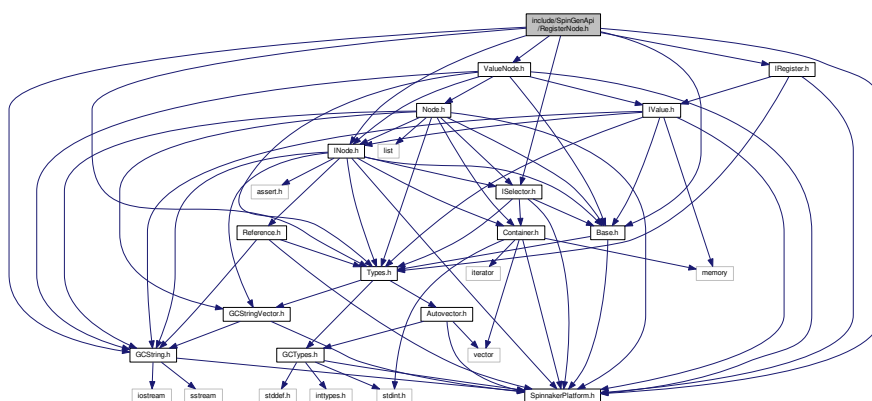 include/SpinGenApi
/RegisterNode.h
ValueNode.h
IRegister.h
Node.h
IValue.h
INode.h
list
assert.h
ISelector.h
Reference.h
Container.h
Base.h
Types.h
iterator
memory
GCStringVector.h
Autovector.h
GCString.h
GCTypes.h
vector
iostream
sstream
stddef.h
inttypes.h
stdint.h
SpinnakerPlatform.h